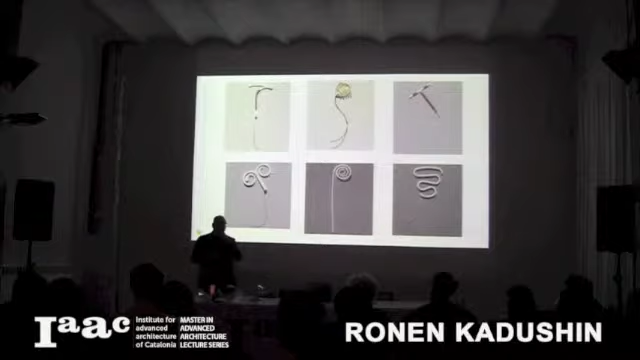 Iaac
Institute for
advanced
architecture
of Catalonia
MASTER IN
ADVANCED
ARCHITECTURE
LECTURE SERIES
RONEN KADUSHIN